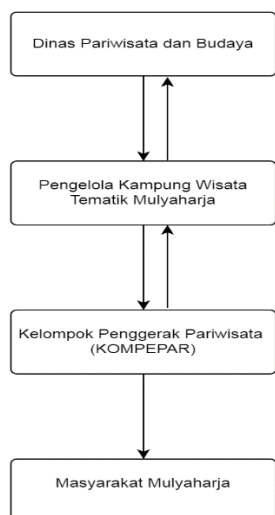 Dinas Pariwisata dan Budaya
Pengelola Kampung Wisata
Tematik Mulyaharja
Kelompok Penggerak Pariwisata
(KOMPEPAR)
Masyarakat Mulyaharja